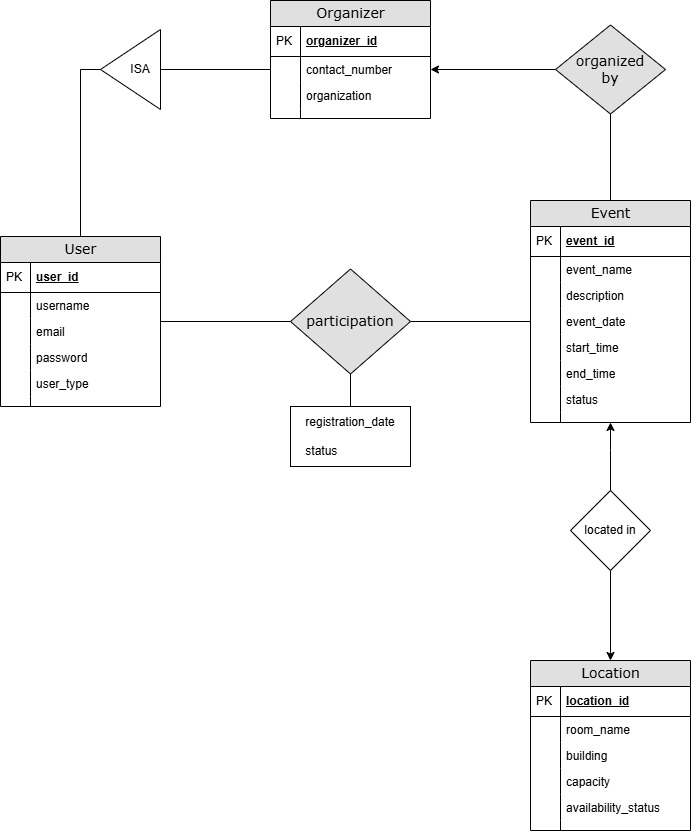 Organizer
PK organizer_id
contact_number
organization
ISA
organized
by
User
PK user_id
username
email
password
user_type
participation
registration_date
status
Event
PK event_id
event_name
description
event_date
start_time
end_time
status
located in
Location
PK location_id
room_name
building
capacity
availability_status